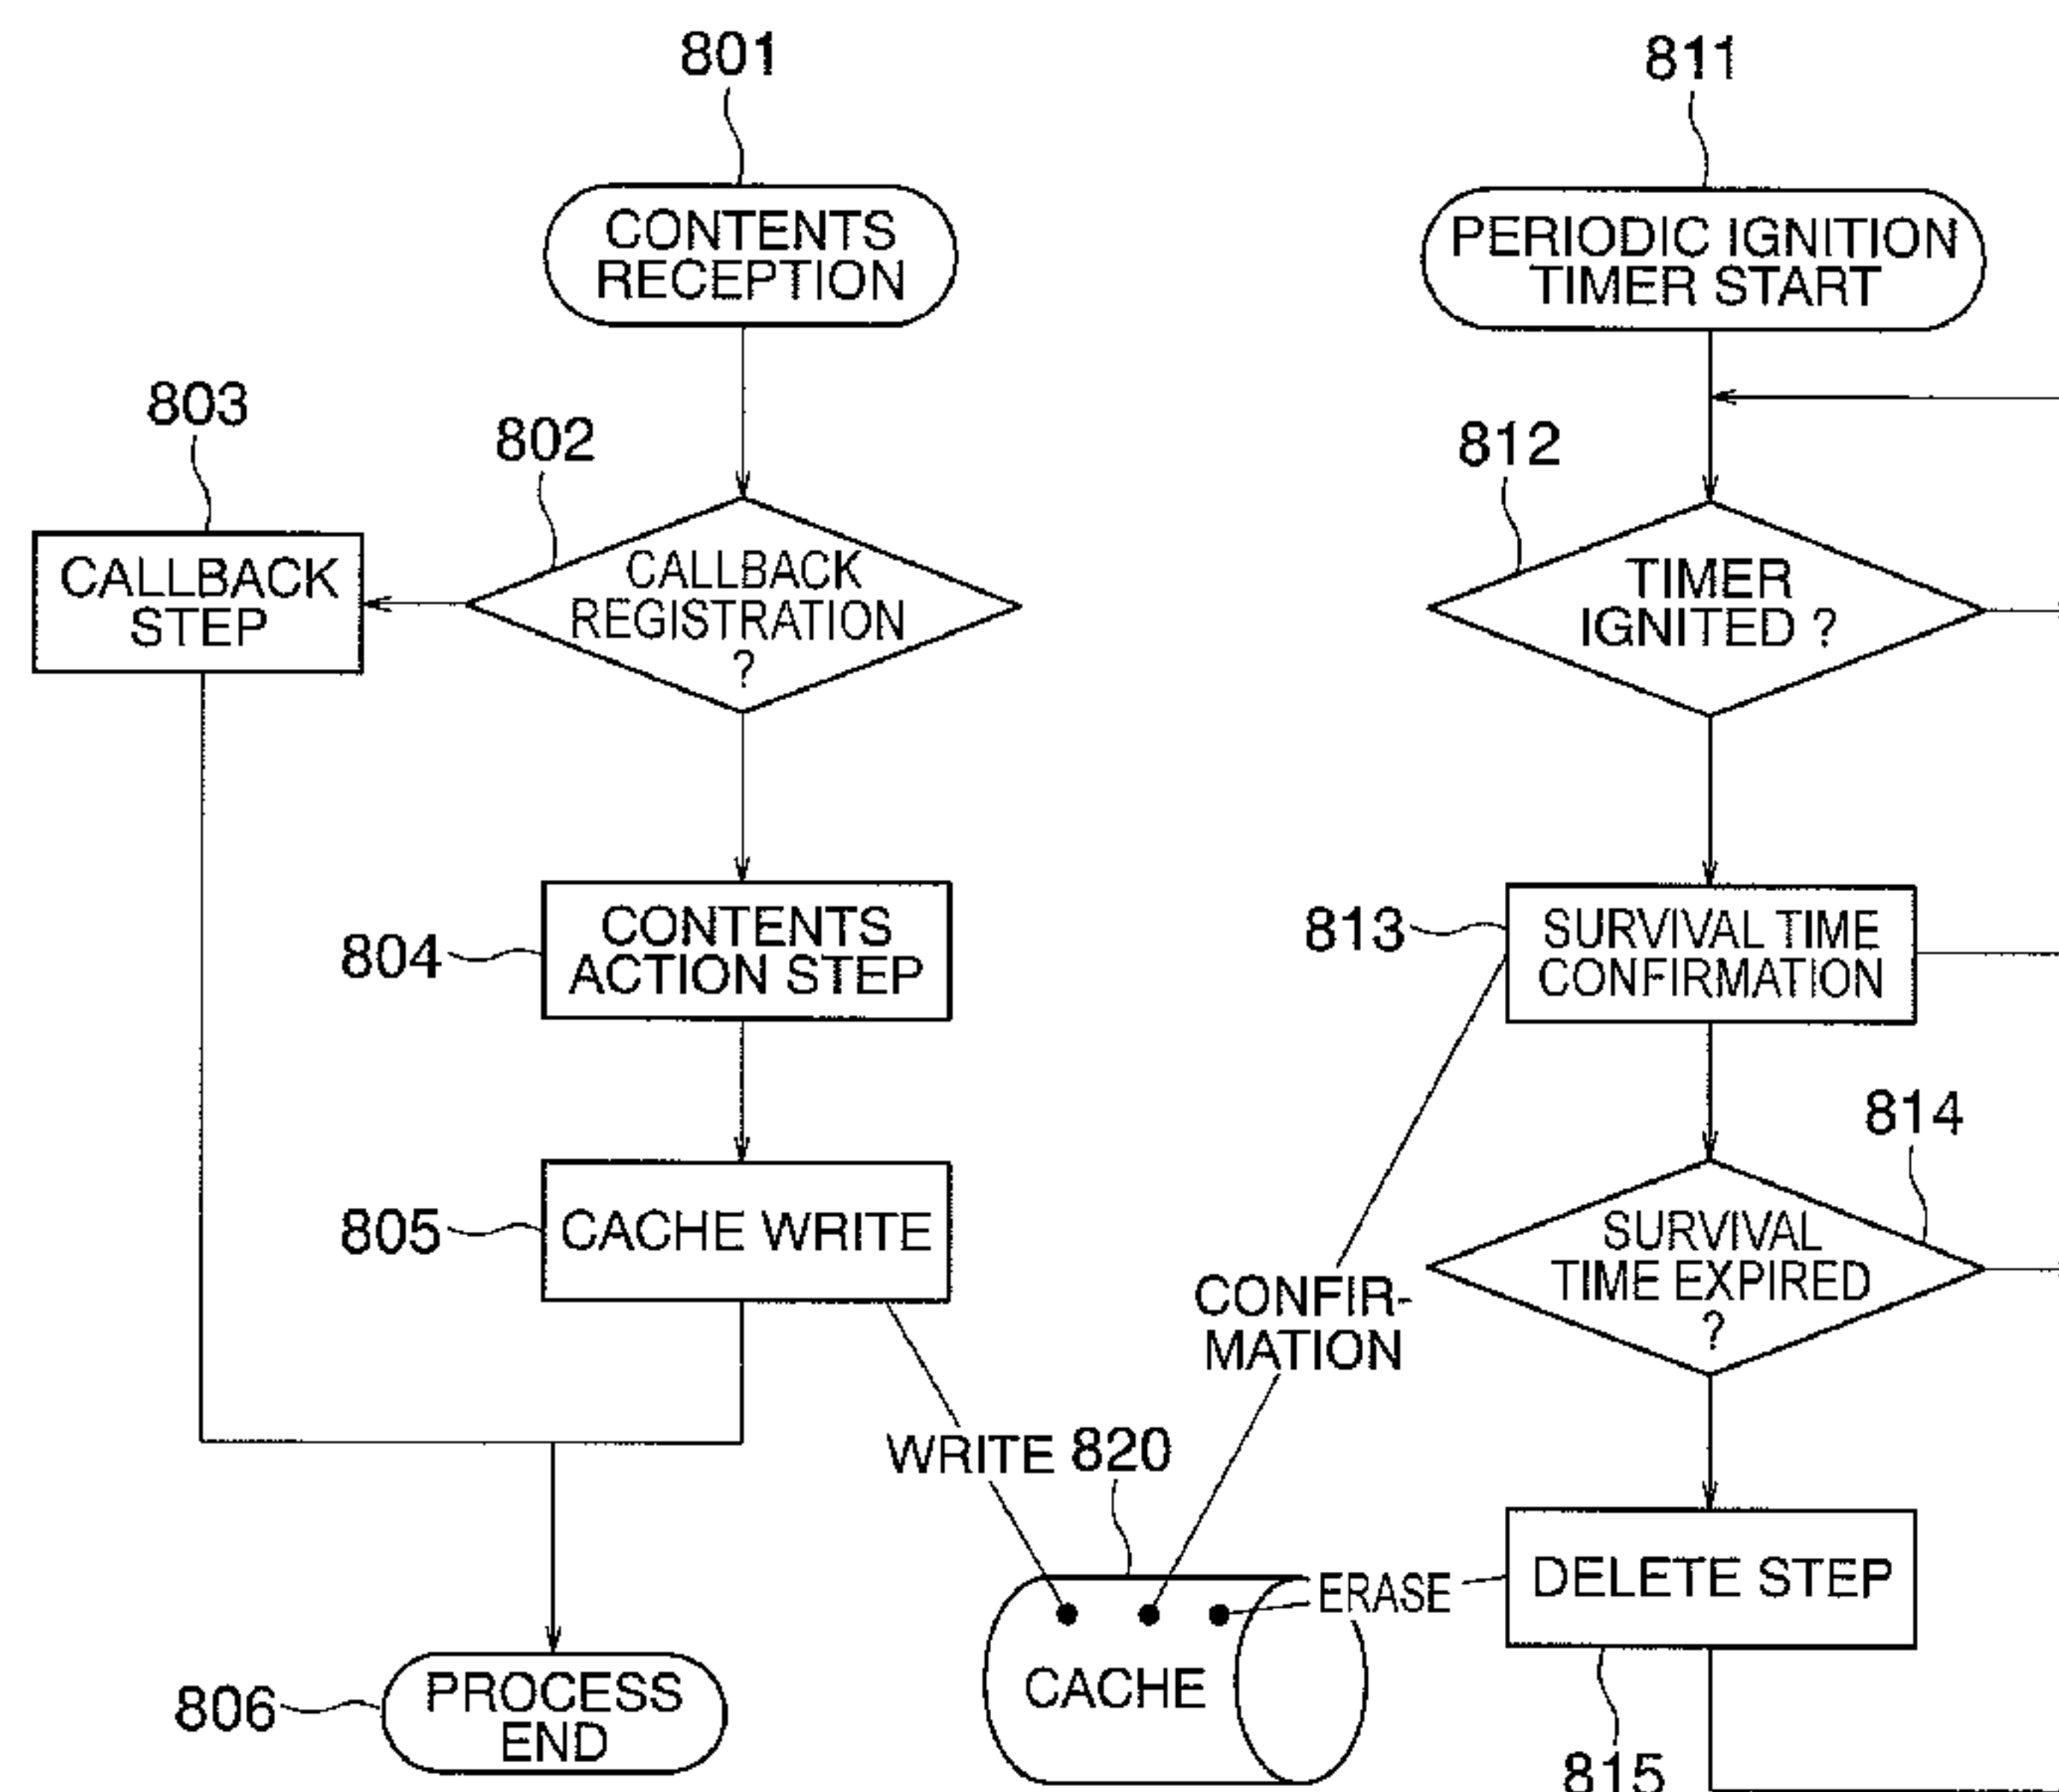 801
CONTENTS
RECEPTION
803
802
CALLBACK
STEP
CALLBACK
REGISTRATION
?
804
CONTENTS
ACTION STEP
805
CACHE WRITE
WRITE
806
PROCESS
END
811
PERIODIC IGNITION
TIMER START
812
TIMER
IGNITED ?
813
SURVIVAL TIME
CONFIRMATION
814
SURVIVAL
TIME EXPIRED
?
CONFIR-
MATION
820
CACHE
ERASE
DELETE STEP
815